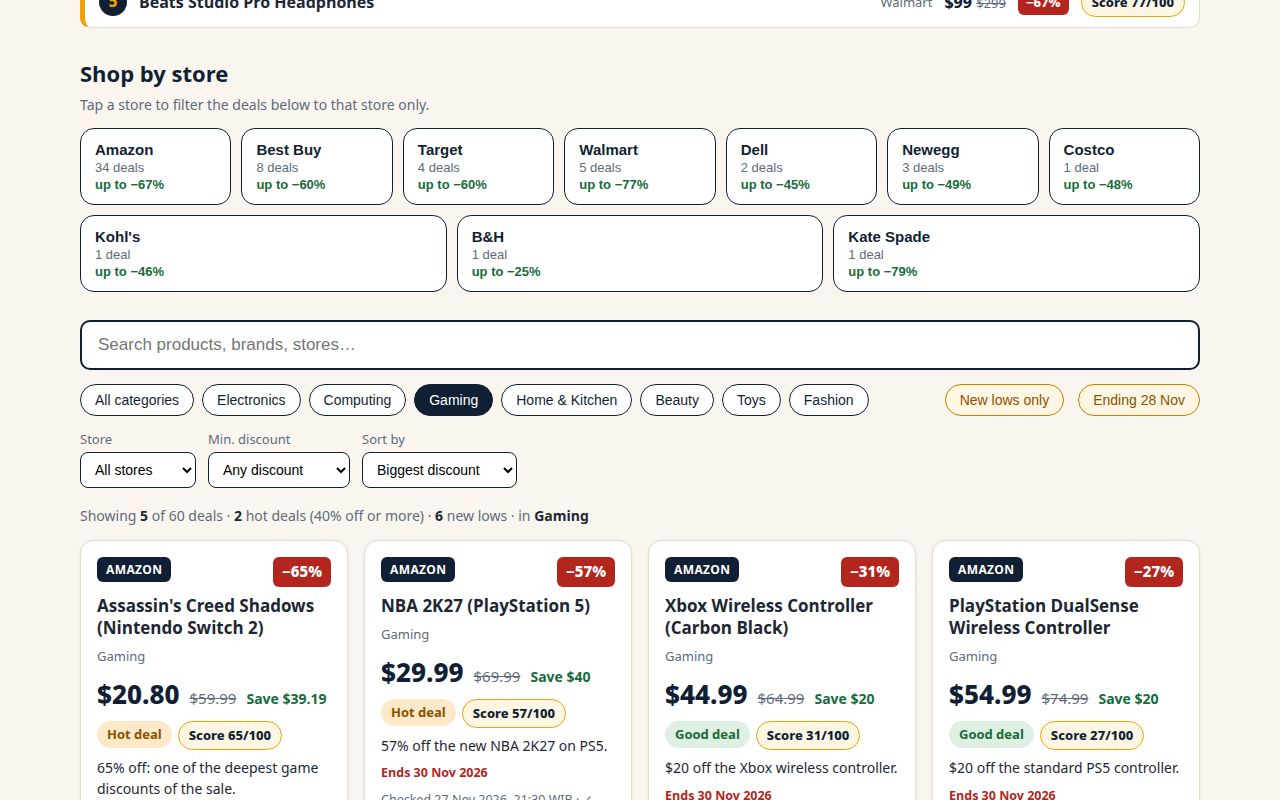 5 Beats Studio Pro Headphones Walmart $99 $299 −67% Score 77/100
Shop by store
Tap a store to filter the deals below to that store only.
Amazon
34 deals
up to −67%
Best Buy
8 deals
up to −60%
Target
4 deals
up to −60%
Walmart
5 deals
up to −77%
Dell
2 deals
up to −45%
Newegg
3 deals
up to −49%
Costco
1 deal
up to −48%
Kohl's
1 deal
up to −46%
B&H
1 deal
up to −25%
Kate Spade
1 deal
up to −79%
Search products, brands, stores…
All categories Electronics Computing Gaming Home & Kitchen Beauty Toys Fashion New lows only Ending 28 Nov
Store Min. discount Sort by
All stores Any discount Biggest discount
Showing 5 of 60 deals · 2 hot deals (40% off or more) · 6 new lows · in Gaming
AMAZON −65%
Assassin's Creed Shadows
(Nintendo Switch 2)
Gaming
$20.80 $59.99 Save $39.19
Hot deal Score 65/100
65% off: one of the deepest game
discounts of the sale.
AMAZON −57%
NBA 2K27 (PlayStation 5)
Gaming
$29.99 $69.99 Save $40
Hot deal Score 57/100
57% off the new NBA 2K27 on PS5.
Ends 30 Nov 2026
Checked 27 Nov 2026, 21:30 WIB · ✓
AMAZON −31%
Xbox Wireless Controller
(Carbon Black)
Gaming
$44.99 $64.99 Save $20
Good deal Score 31/100
$20 off the Xbox wireless controller.
Ends 30 Nov 2026
AMAZON −27%
PlayStation DualSense
Wireless Controller
Gaming
$54.99 $74.99 Save $20
Good deal Score 27/100
$20 off the standard PS5 controller.
Ends 30 Nov 2026